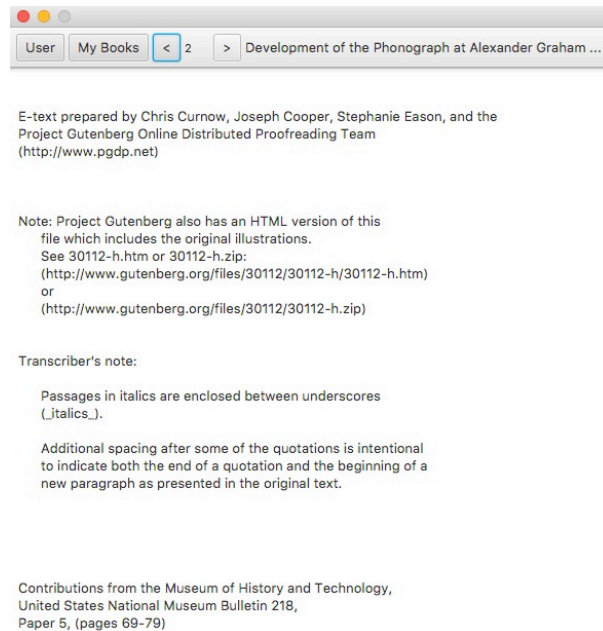 User My Books < 2 > Development of the Phonograph at Alexander Graham ...
E-text prepared by Chris Curnow, Joseph Cooper, Stephanie Eason, and the
Project Gutenberg Online Distributed Proofreading Team
(http://www.pgdp.net)
Note: Project Gutenberg also has an HTML version of this
file which includes the original illustrations.
See 30112-h.htm or 30112-h.zip:
(http://www.gutenberg.org/files/30112/30112-h/30112-h.htm)
or
(http://www.gutenberg.org/files/30112/30112-h.zip)
Transcriber's note:
Passages in italics are enclosed between underscores
(_italics_).
Additional spacing after some of the quotations is intentional
to indicate both the end of a quotation and the beginning of a
new paragraph as presented in the original text.
Contributions from the Museum of History and Technology,
United States National Museum Bulletin 218,
Paper 5, (pages 69-79)